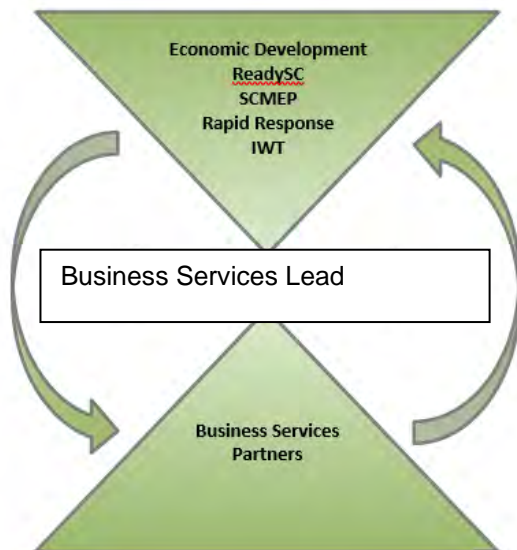 Economic Development
ReadySC
SCMEP
Rapid Response
IWT
Business Services Lead
Business Services
Partners